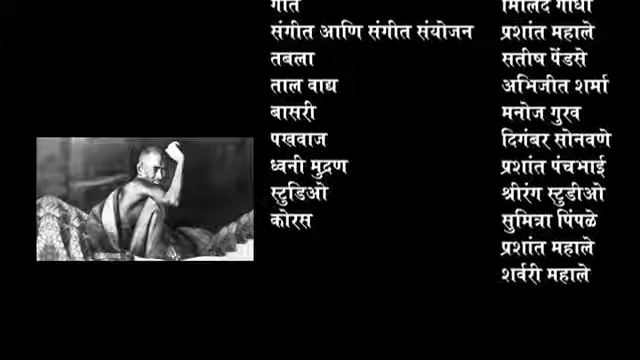 गीत मिलिंद गांधी
संगीत आणि संगीत संयोजन प्रशांत महाले
तबला सतीष पेंडसे
ताल वाद्य अभिजीत शर्मा
बासरी मनोज गुरव
पखवाज दिगंबर सोनवणे
ध्वनी मुद्रण प्रशांत पंचभाई
स्टुडिओ श्रीरंग स्टुडीओ
कोरस सुमित्रा पिंपळे
प्रशांत महाले
शर्वरी महाले